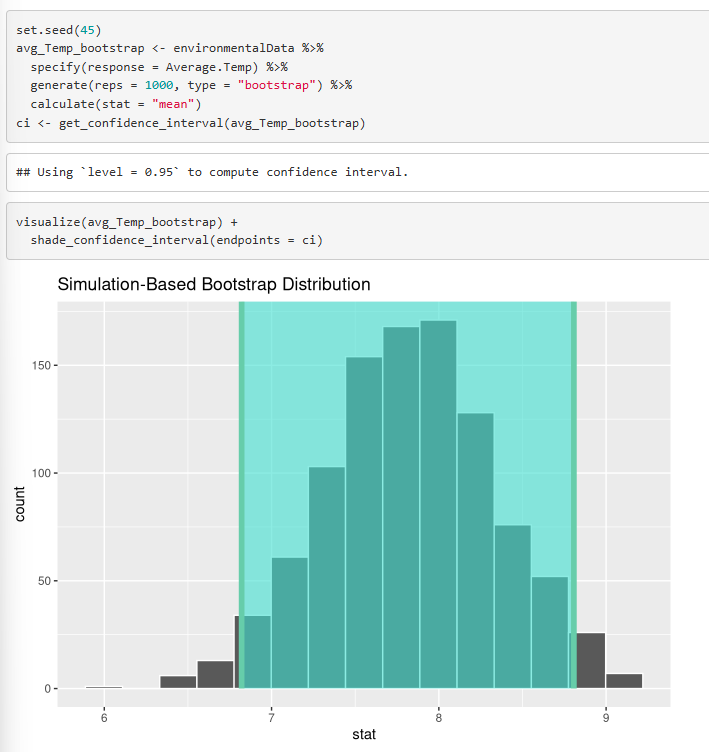 set.seed(45)
avg_Temp_bootstrap <- environmentalData %>%
  specify(response = Average.Temp) %>%
  generate(reps = 1000, type = "bootstrap") %>%
  calculate(stat = "mean")
ci <- get_confidence_interval(avg_Temp_bootstrap)
## Using `level = 0.95` to compute confidence interval.
visualize(avg_Temp_bootstrap) +
  shade_confidence_interval(endpoints = ci)
Simulation-Based Bootstrap Distribution
150
100
count
50
0
6 7 8 9
stat